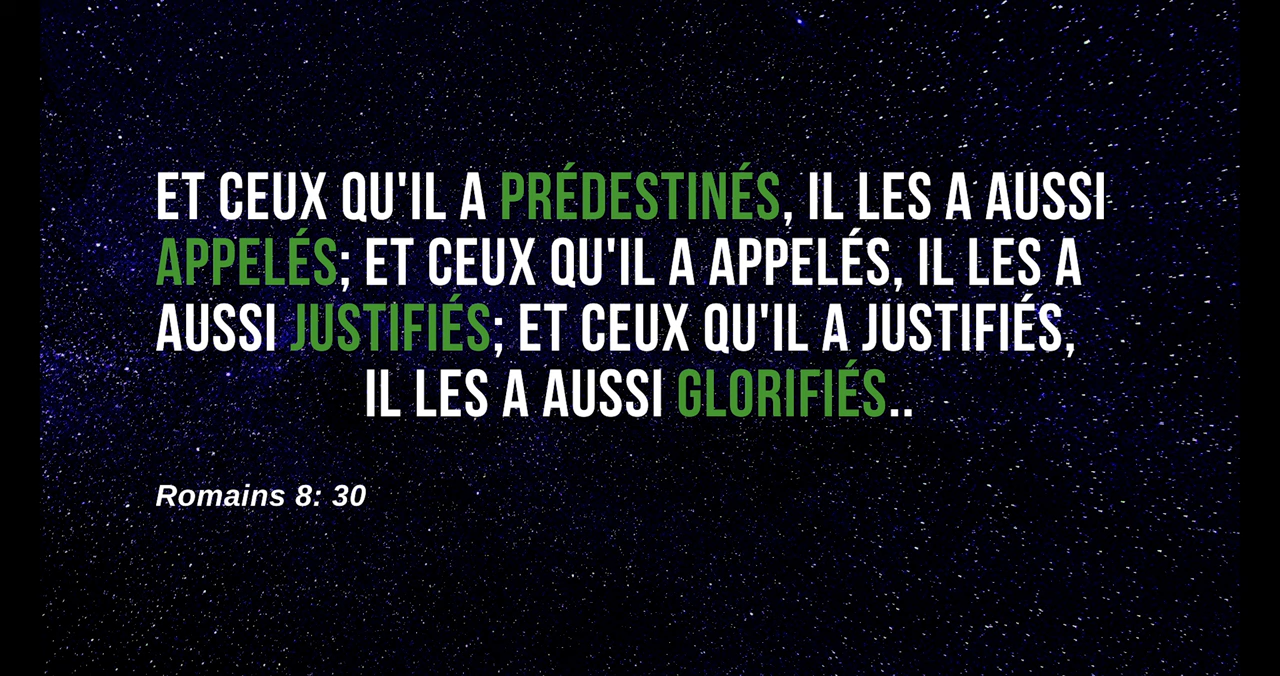 ET CEUX QU'IL A PRÉDESTINÉS, IL LES A AUSSI
APPELÉS; ET CEUX QU'IL A APPELÉS, IL LES A
AUSSI JUSTIFIÉS; ET CEUX QU'IL A JUSTIFIÉS,
IL LES A AUSSI GLORIFIÉS..
Romains 8: 30